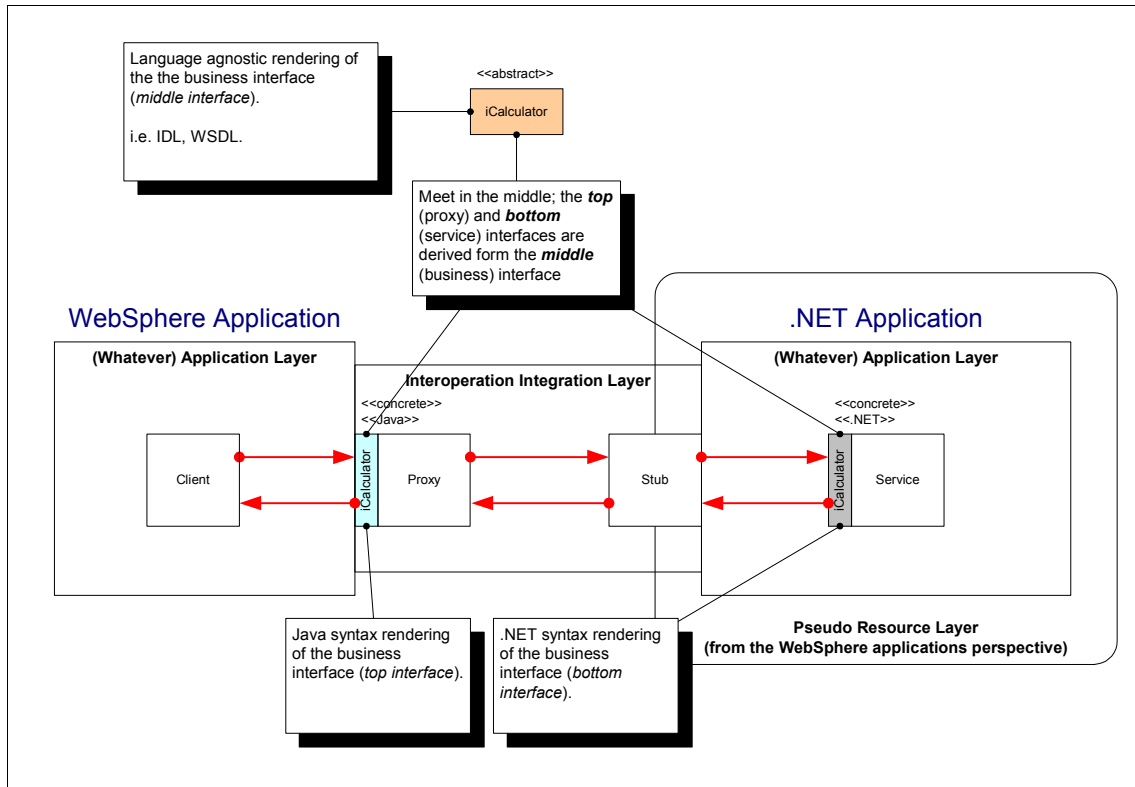 Language agnostic rendering of
the the business interface
(middle interface).
i.e. IDL, WSDL.
<<abstract>>
iCalculator
Meet in the middle; the top
(proxy) and bottom
(service) interfaces are
derived form the middle
(business) interface
WebSphere Application
.NET Application
(Whatever) Application Layer
Interoperation Integration Layer
(Whatever) Application Layer
<<concrete>>
<<Java>>
<<concrete>>
<<.NET>>
Client
iCalculator
Proxy
Stub
iCalculator
Service
Java syntax rendering
of the business
interface (top interface).
.NET syntax rendering
of the business
interface (bottom
interface).
Pseudo Resource Layer
(from the WebSphere applications perspective)